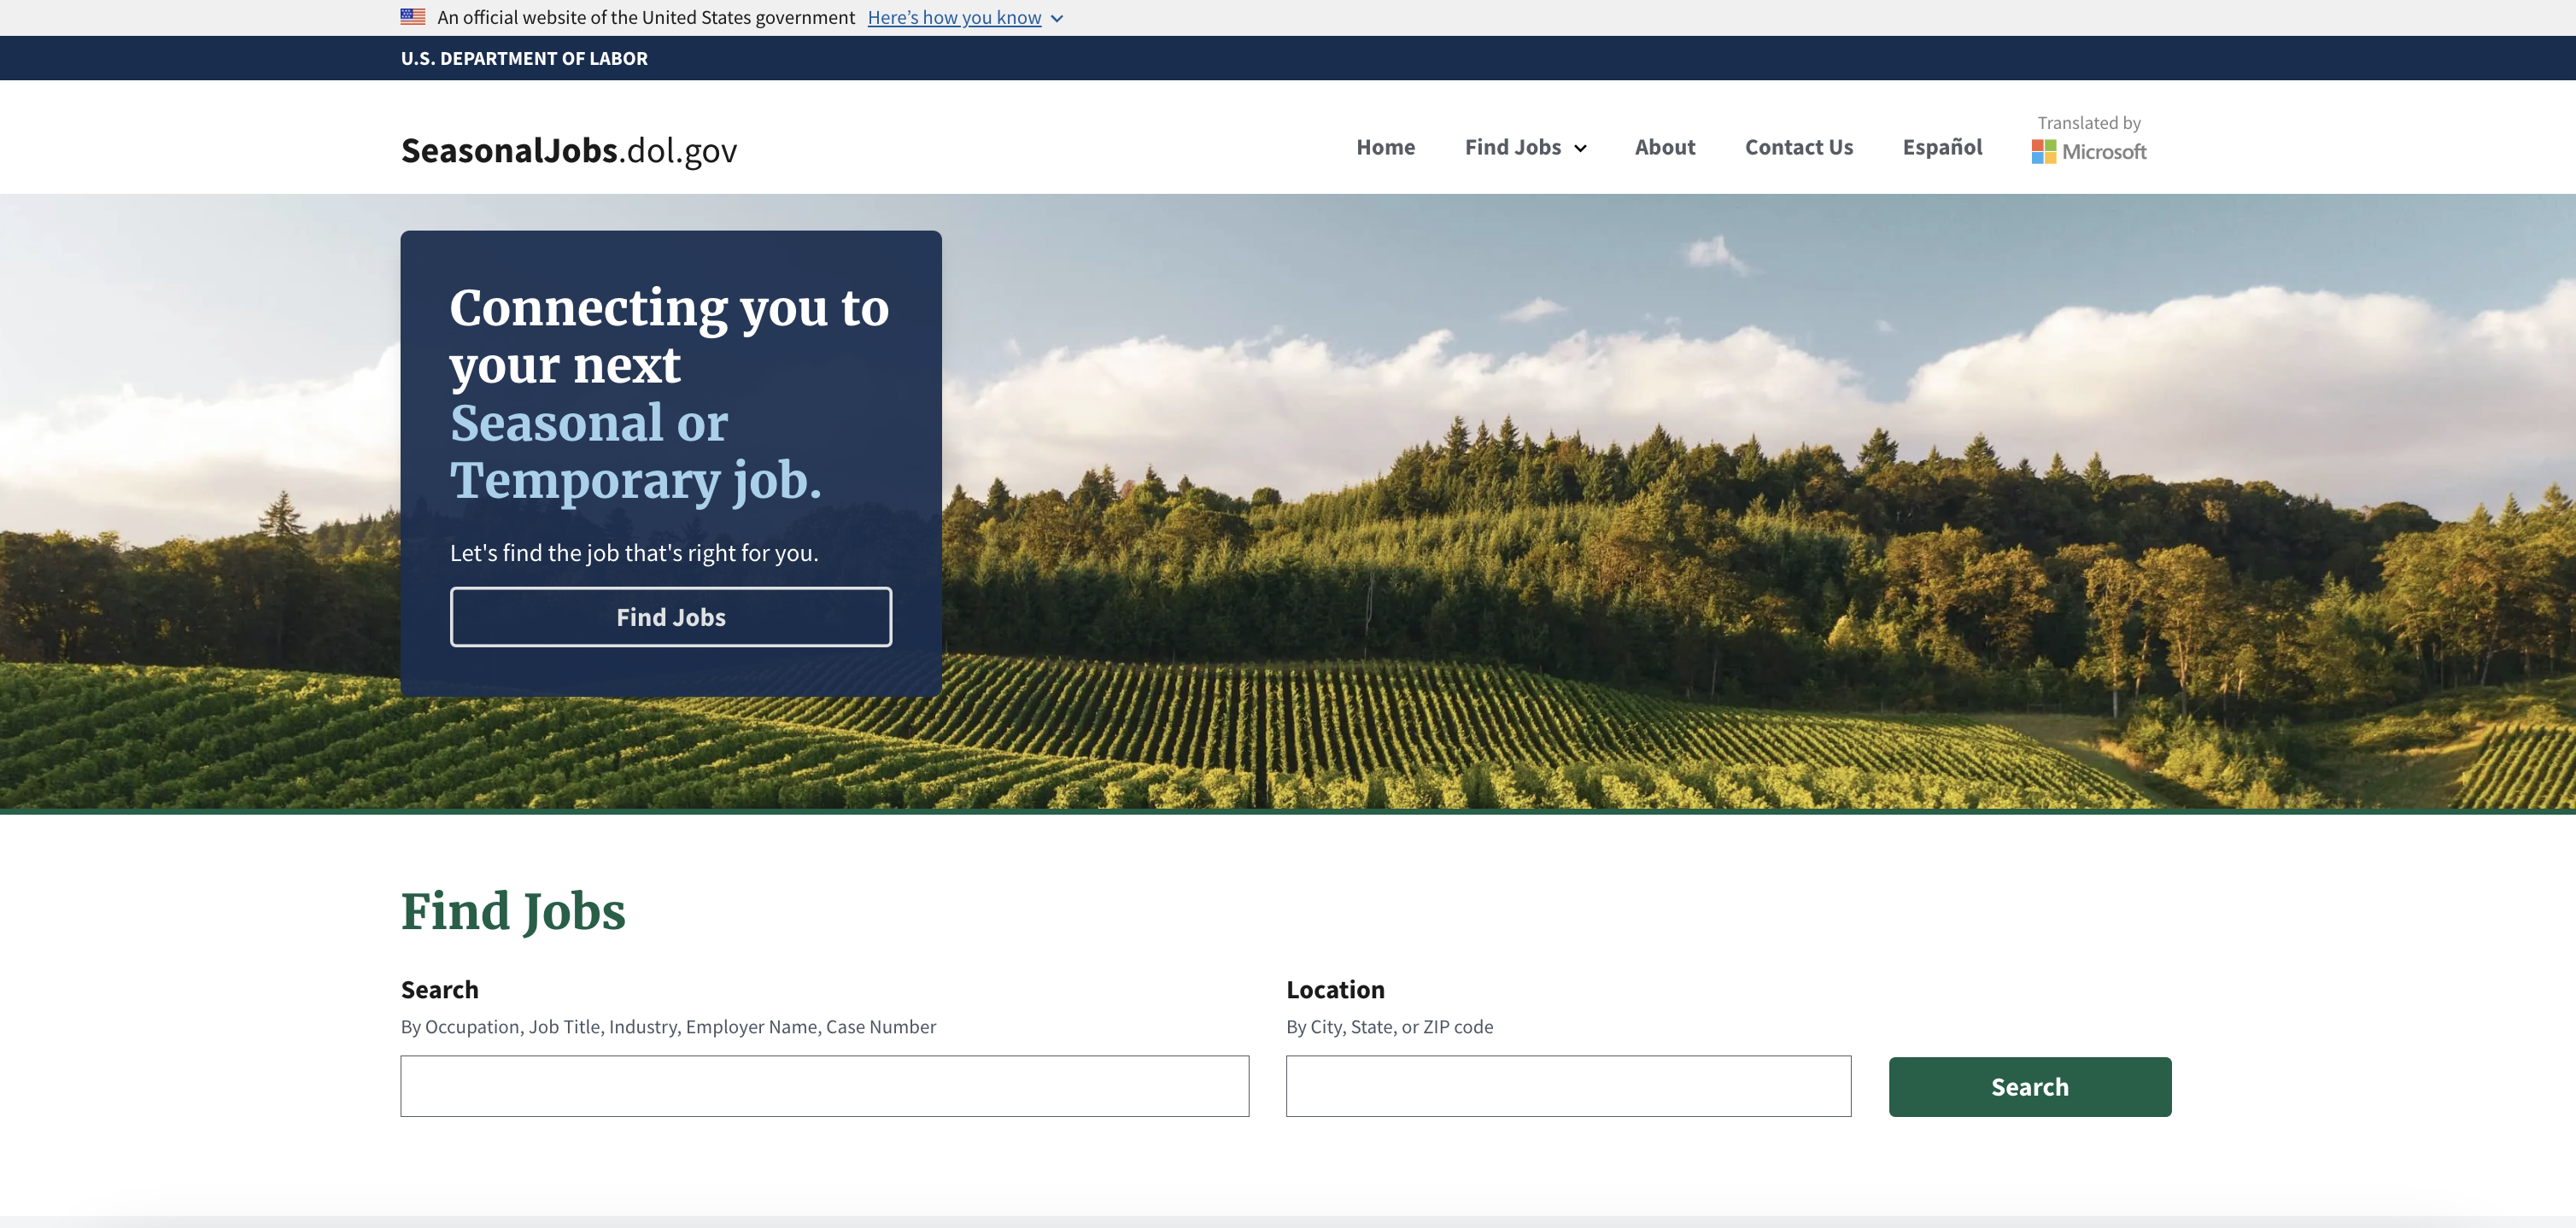 An official website of the United States government Here’s how you know
U.S. DEPARTMENT OF LABOR
SeasonalJobs.dol.gov
Home Find Jobs About Contact Us Español
Translated by
Microsoft
Connecting you to
your next
Seasonal or
Temporary job.
Let's find the job that's right for you.
Find Jobs
Find Jobs
Search
By Occupation, Job Title, Industry, Employer Name, Case Number
Location
By City, State, or ZIP code
Search